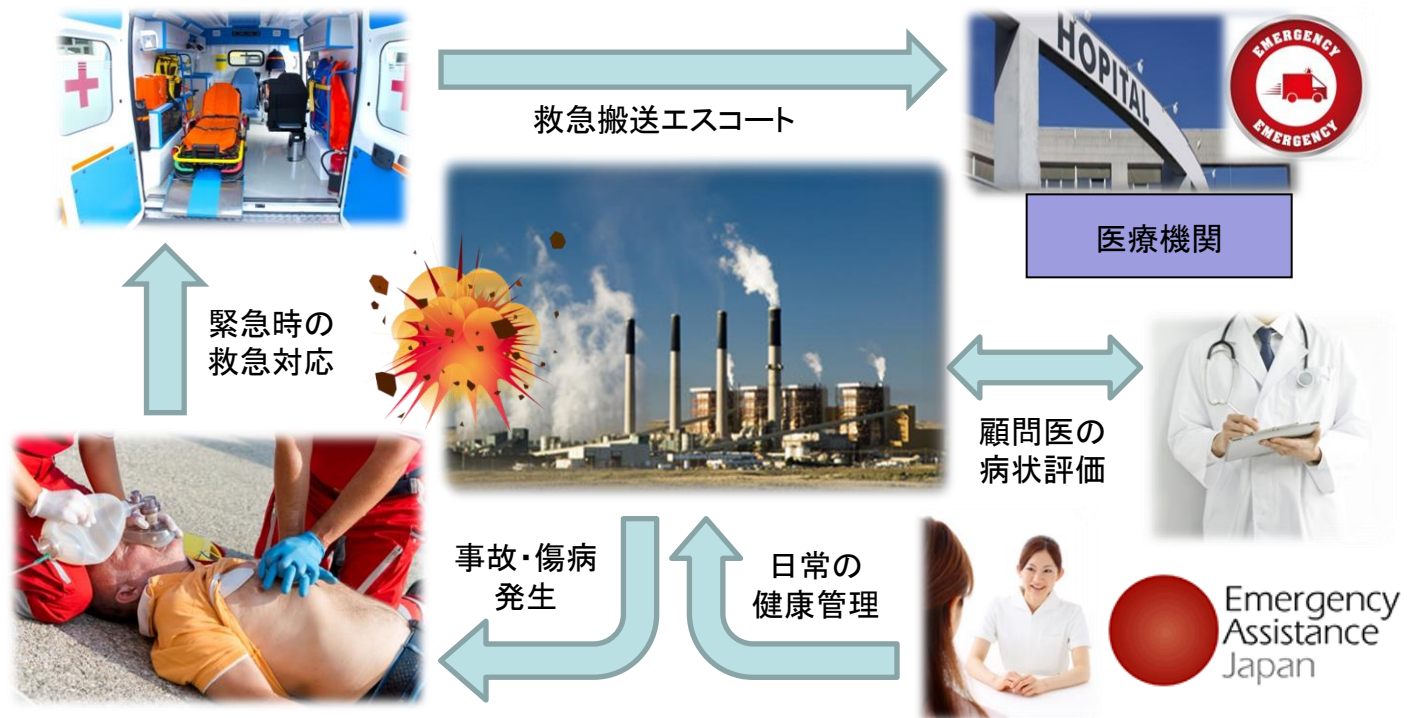 救急搬送エスコート
HOPITAL
EMERGENCY
EMERGENCY
医療機関
緊急時の
救急対応
顧問医の
病状評価
事故・傷病
発生
日常の
健康管理
Emergency
Assistance
Japan